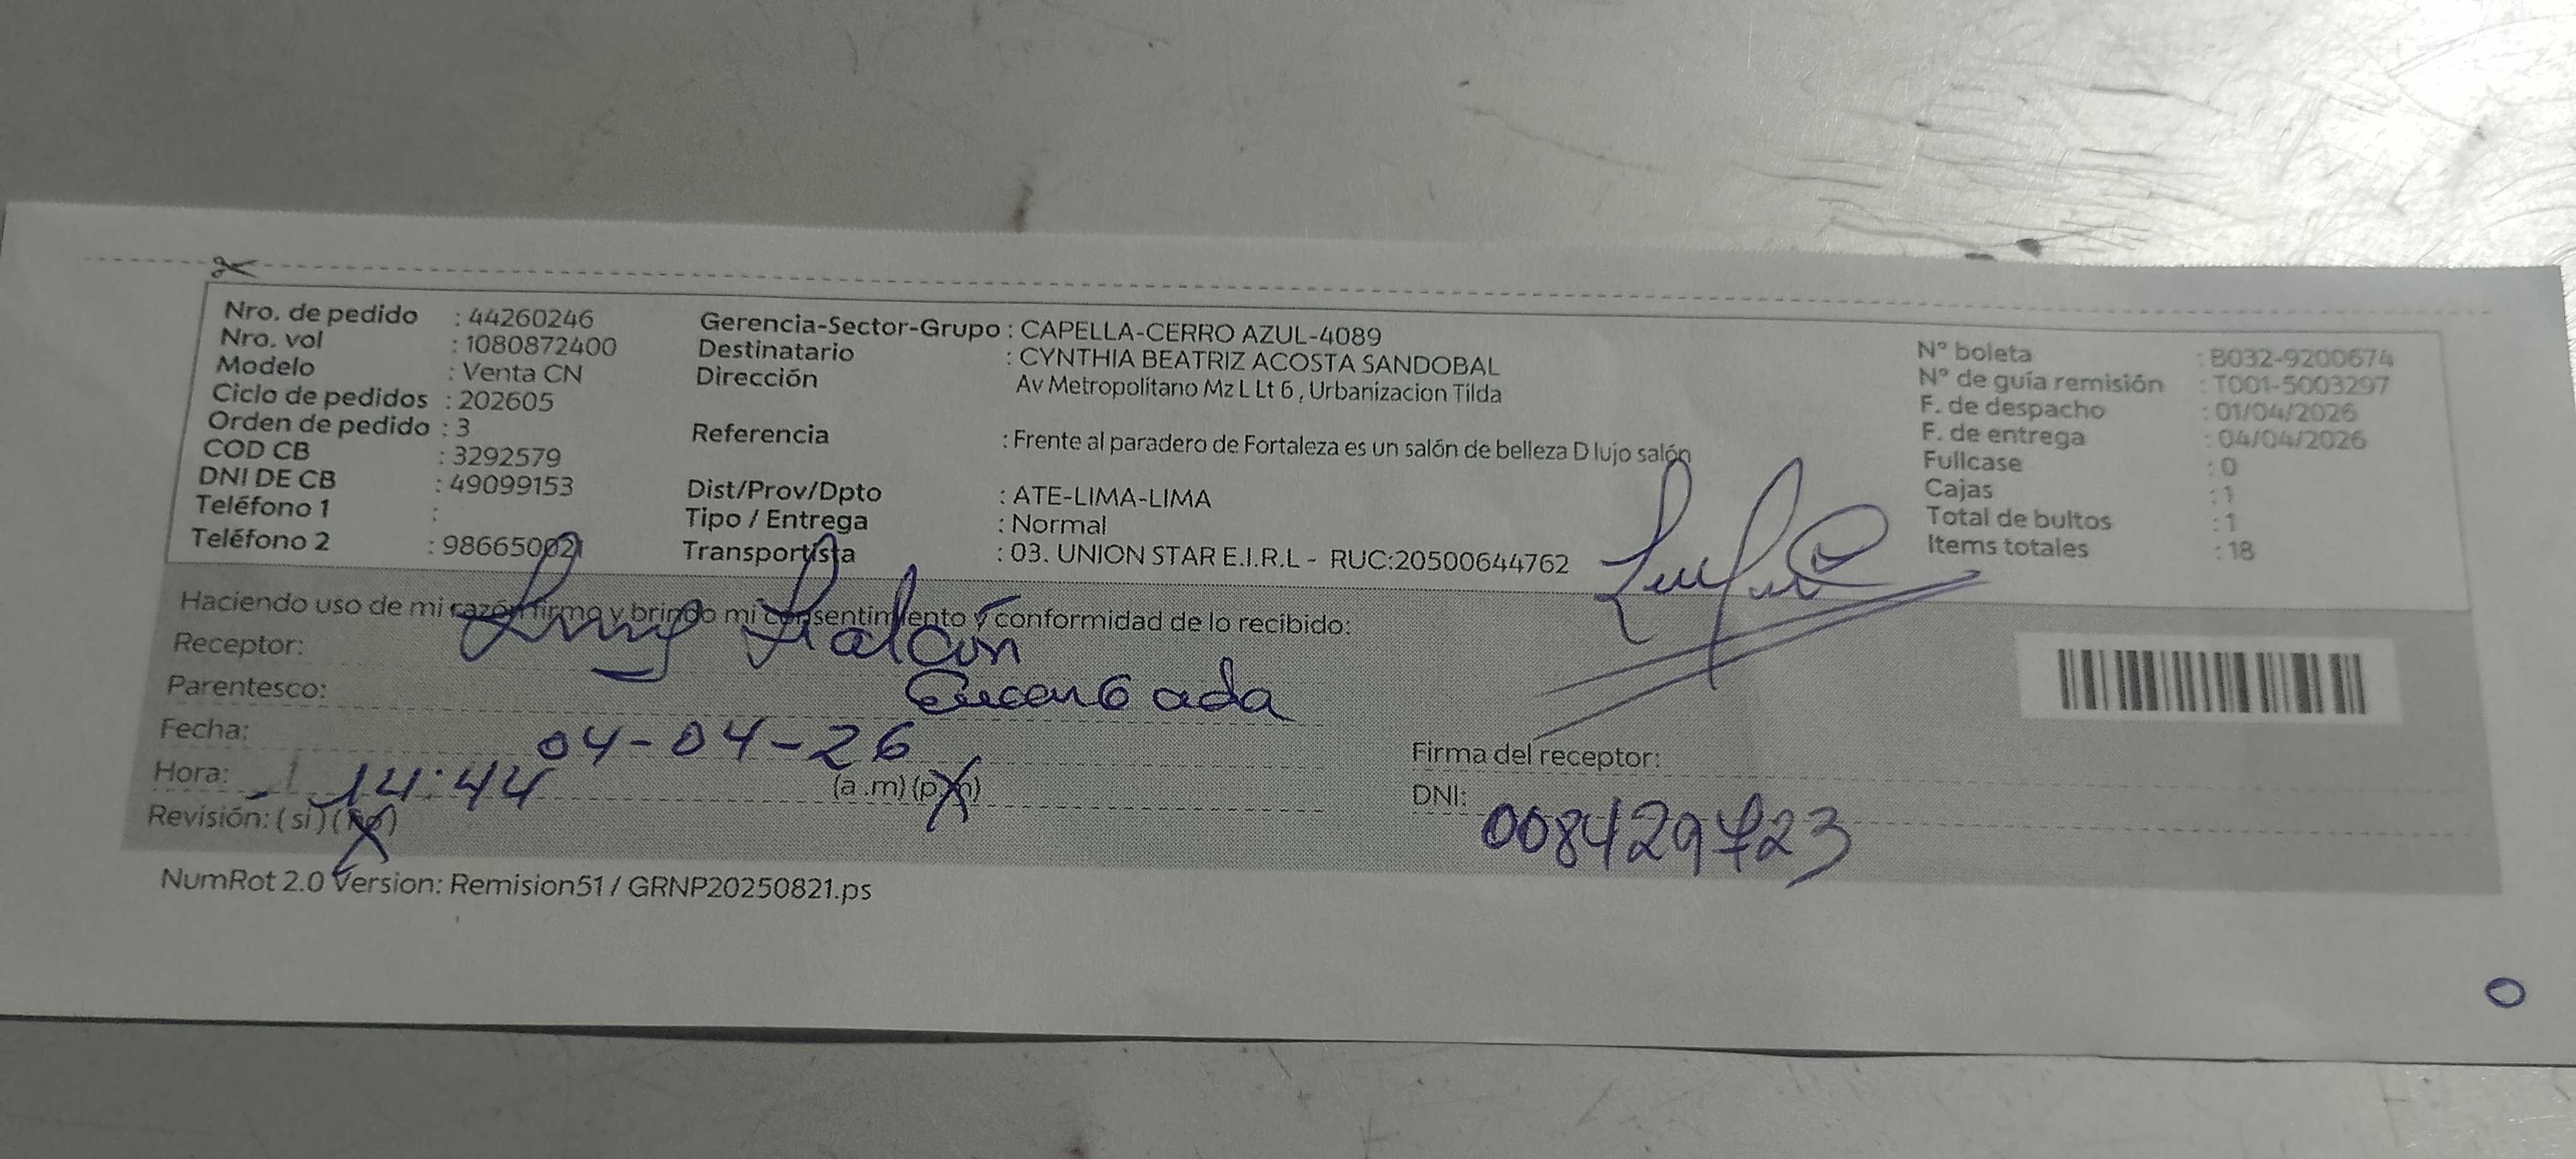 Nro. de pedido : 44260246
Nro. vol : 1080872400
Modelo : Venta CN
Ciclo de pedidos : 202605
Orden de pedido : 3
COD CB : 3292579
DNI DE CB : 49099153
Teléfono 1 :
Teléfono 2 : 986650021
Gerencia-Sector-Grupo : CAPELLA-CERRO AZUL-4089
Destinatario : CYNTHIA BEATRIZ ACOSTA SANDOBAL
Dirección Av Metropolitano Mz L Lt 6 , Urbanizacion Tilda
Referencia : Frente al paradero de Fortaleza es un salón de belleza D lujo salón
Dist/Prov/Dpto : ATE-LIMA-LIMA
Tipo / Entrega : Normal
Transportista : 03. UNION STAR E.I.R.L - RUC:20500644762
N° boleta : B032-9200674
N° de guía remisión : T001-5003297
F. de despacho : 01/04/2026
F. de entrega : 04/04/2026
Fullcase : 0
Cajas : 1
Total de bultos : 1
Items totales : 18
Haciendo uso de mi razón firmo y brindo mi consentimiento y conformidad de lo recibido:
Receptor:
Parentesco: Encargada
Fecha: 04-04-26
Hora: 14:44 (a .m) (p.m)
Revisión: ( si ) (no)
Firma del receptor:
DNI: 008429723
NumRot 2.0 Version: Remision51 / GRNP20250821.ps